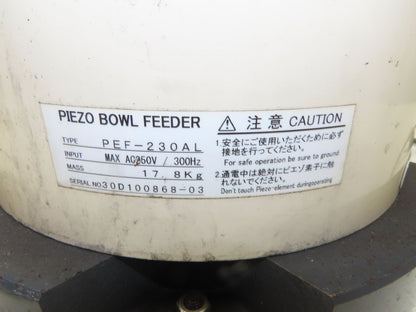 PIEZO BOWL FEEDER
TYPE PEF-230AL
INPUT MAX AC250V / 300Hz
MASS 17.8Kg
SERIAL NO.30D100868-03
⚠ 注意 CAUTION
1.安全にご使用いただくために必ず
接地を行ってください。
For safe operation be sure to ground.
2.通電中は絶対にピエゾ素子に触
れないでください。
Don't touch Piezo-element duringoperating